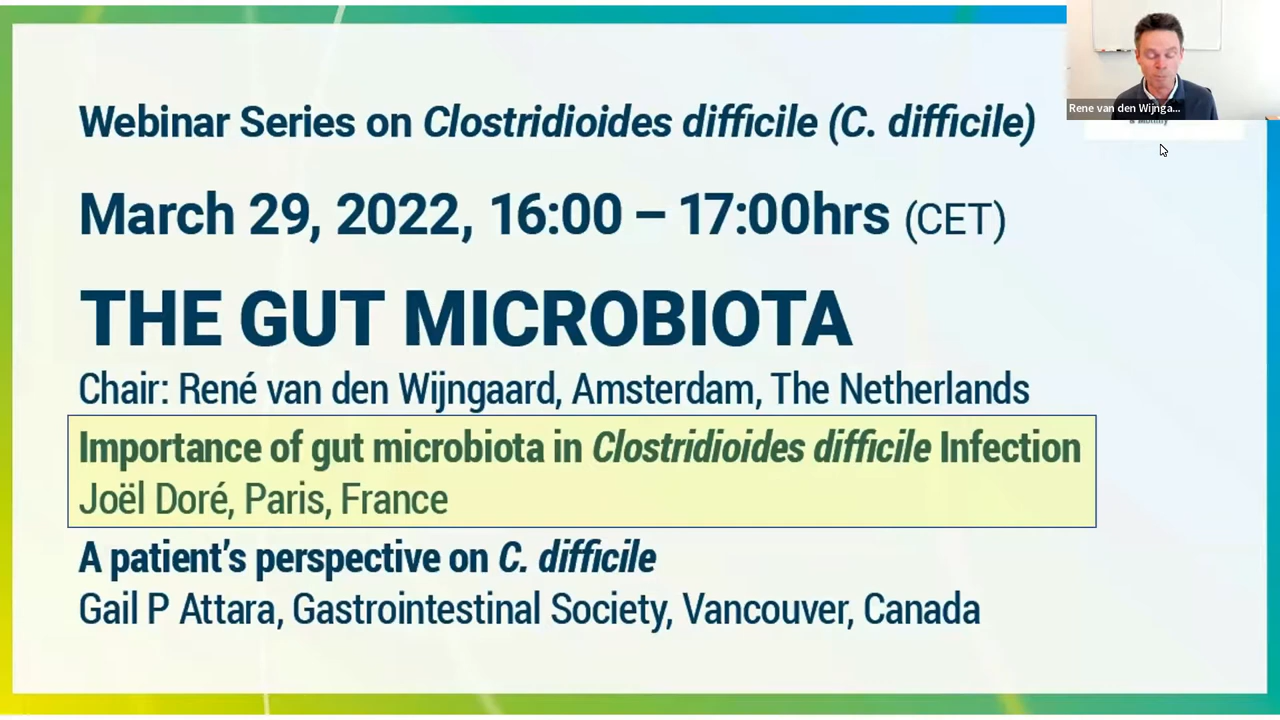 Webinar Series on Clostridioides difficile (C. difficile)
Rene van den Wijnga...
& Motility
March 29, 2022, 16:00 – 17:00hrs (CET)
THE GUT MICROBIOTA
Chair: René van den Wijngaard, Amsterdam, The Netherlands
Importance of gut microbiota in Clostridioides difficile Infection
Joël Doré, Paris, France
A patient's perspective on C. difficile
Gail P Attara, Gastrointestinal Society, Vancouver, Canada